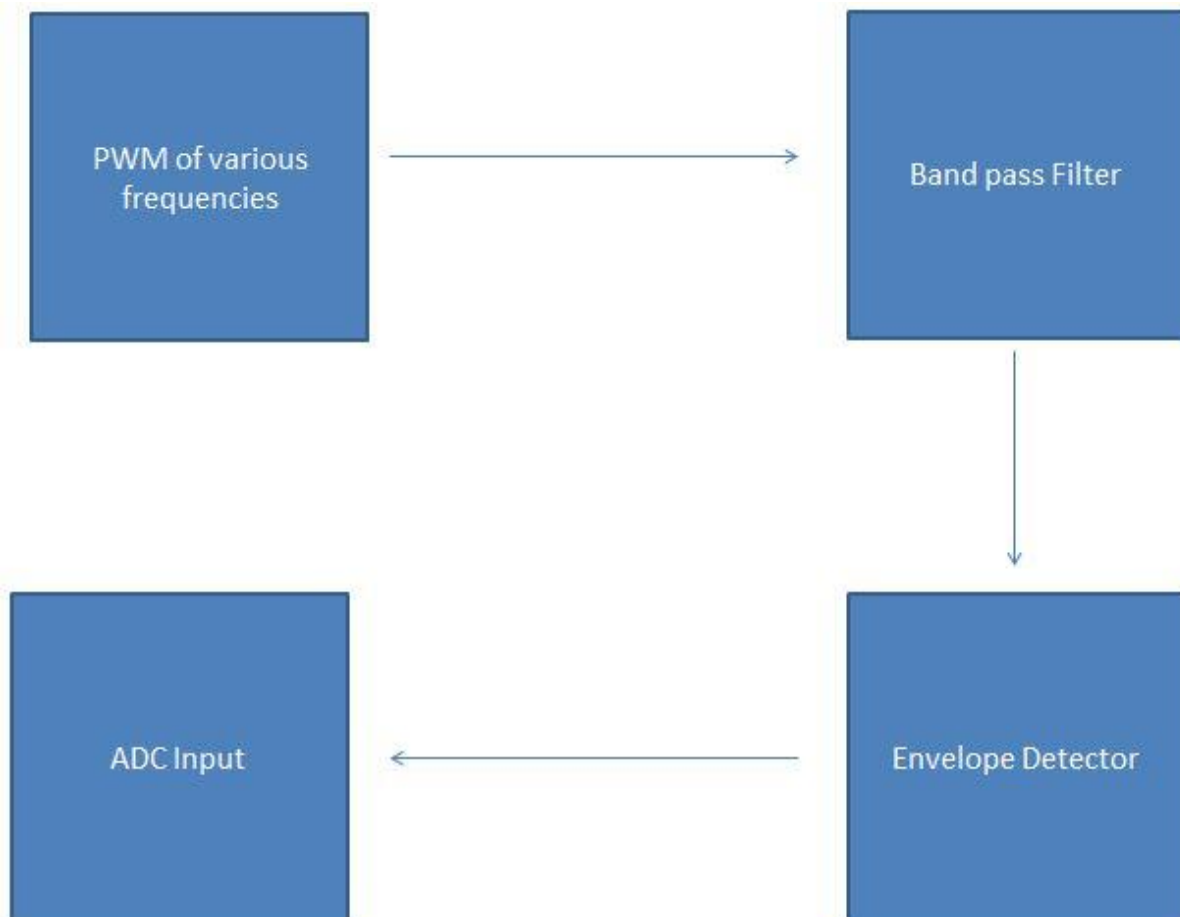 PWM of various
frequencies
Band pass Filter
Envelope Detector
ADC Input